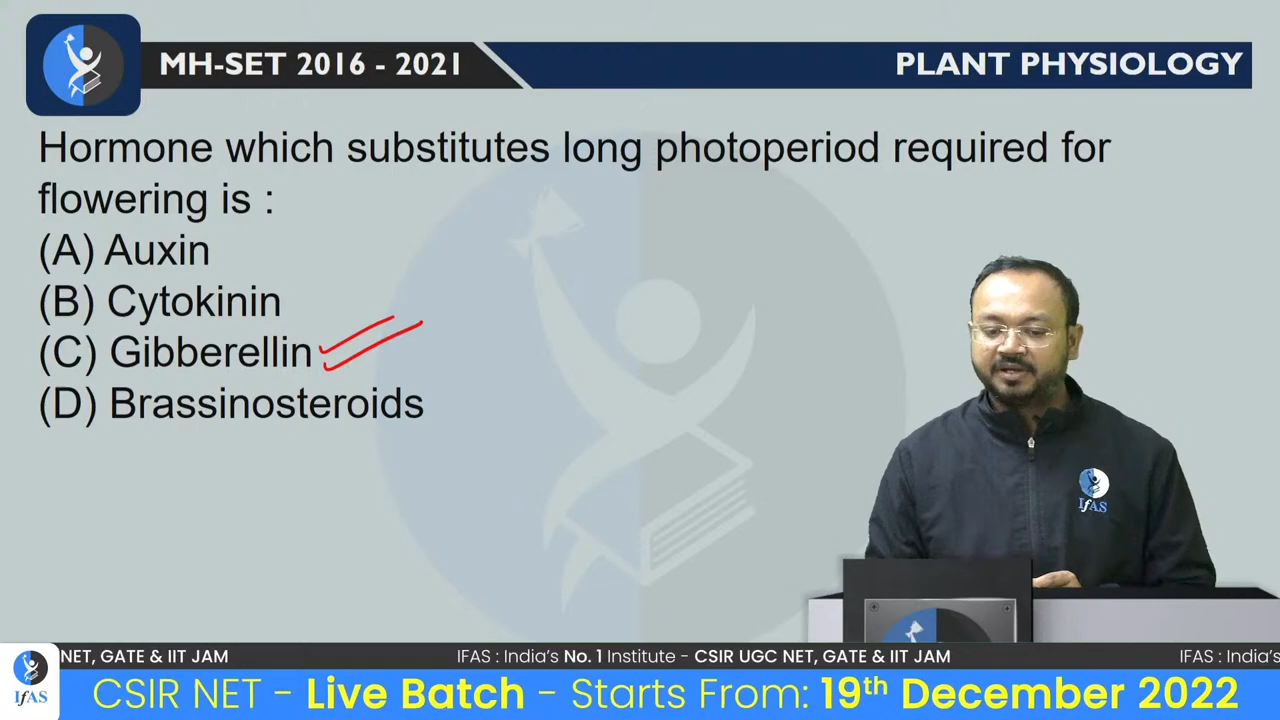 MH-SET 2016 - 2021
PLANT PHYSIOLOGY
Hormone which substitutes long photoperiod required for
flowering is :
(A) Auxin
(B) Cytokinin
(C) Gibberellin
(D) Brassinosteroids
IfAS
NET, GATE & IIT JAM
IFAS : India's No. 1 Institute - CSIR UGC NET, GATE & IIT JAM
IFAS : India's
IfAS
CSIR NET - Live Batch - Starts From: 19th December 2022